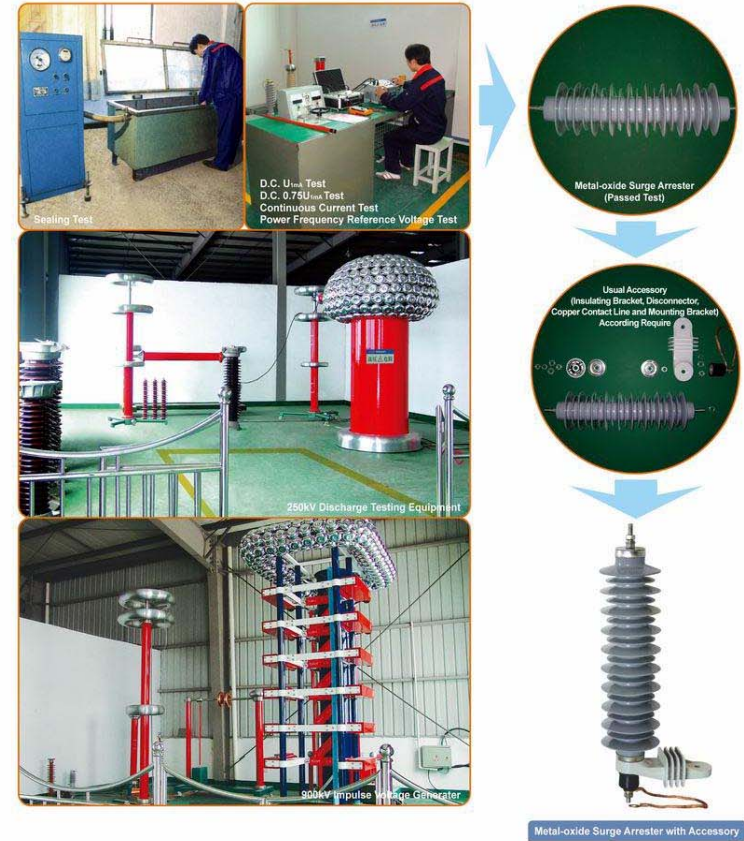 Sealing Test
D.C. U1mA Test
D.C. 0.75U1mA Test
Continuous Current Test
Power Frequency Reference Voltage Test
250kV Discharge Testing Equipment
900kV Impulse Voltage Generater
Metal-oxide Surge Arrester
(Passed Test)
Usual Accessory
(Insulating Bracket, Disconnector,
Copper Contact Line and Mounting Bracket)
According Require
Metal-oxide Surge Arrester with Accessory